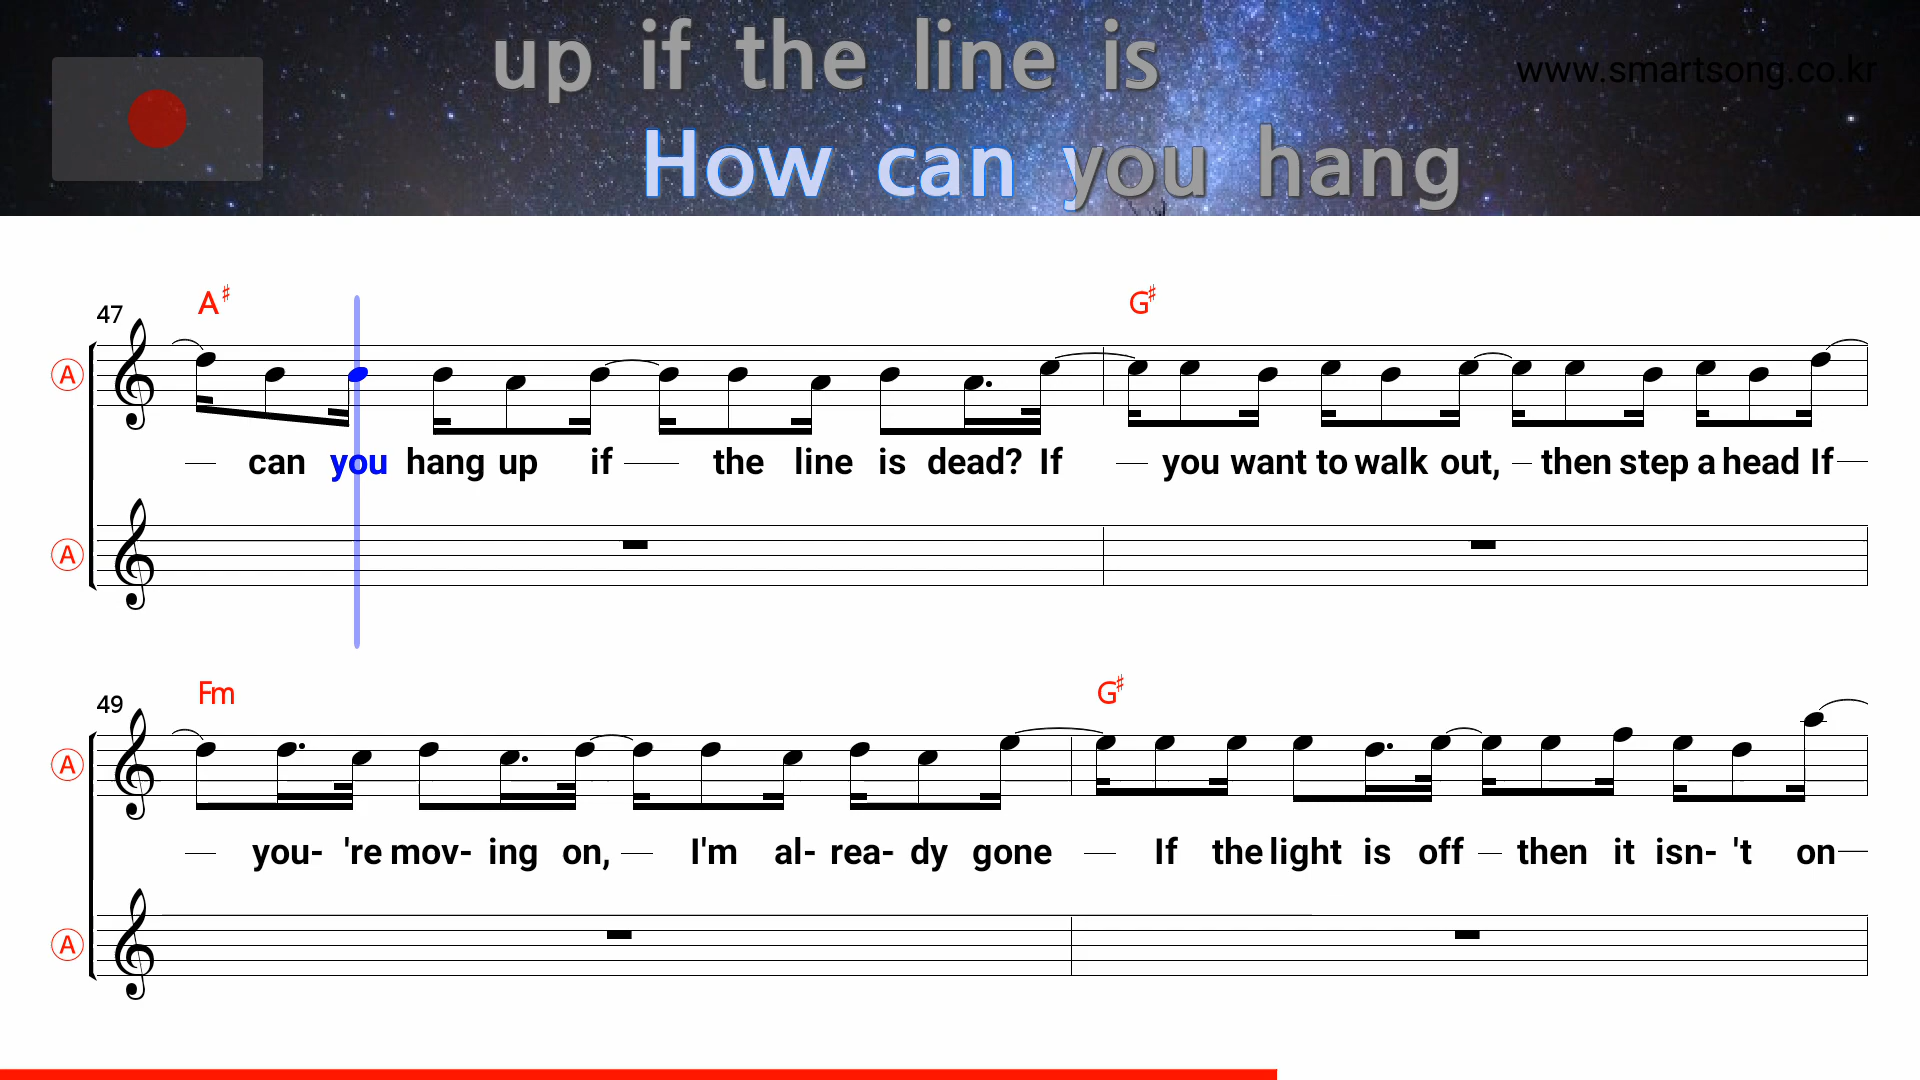 up if the line is
www.smartsong.co.kr
How can you hang
47 A♯ G♯
A
can you hang up if the line is dead? If you want to walk out, then step a head If
A
49 Fm G♯
A
you- 're mov- ing on, I'm al- rea- dy gone If the light is off then it isn- 't on
A